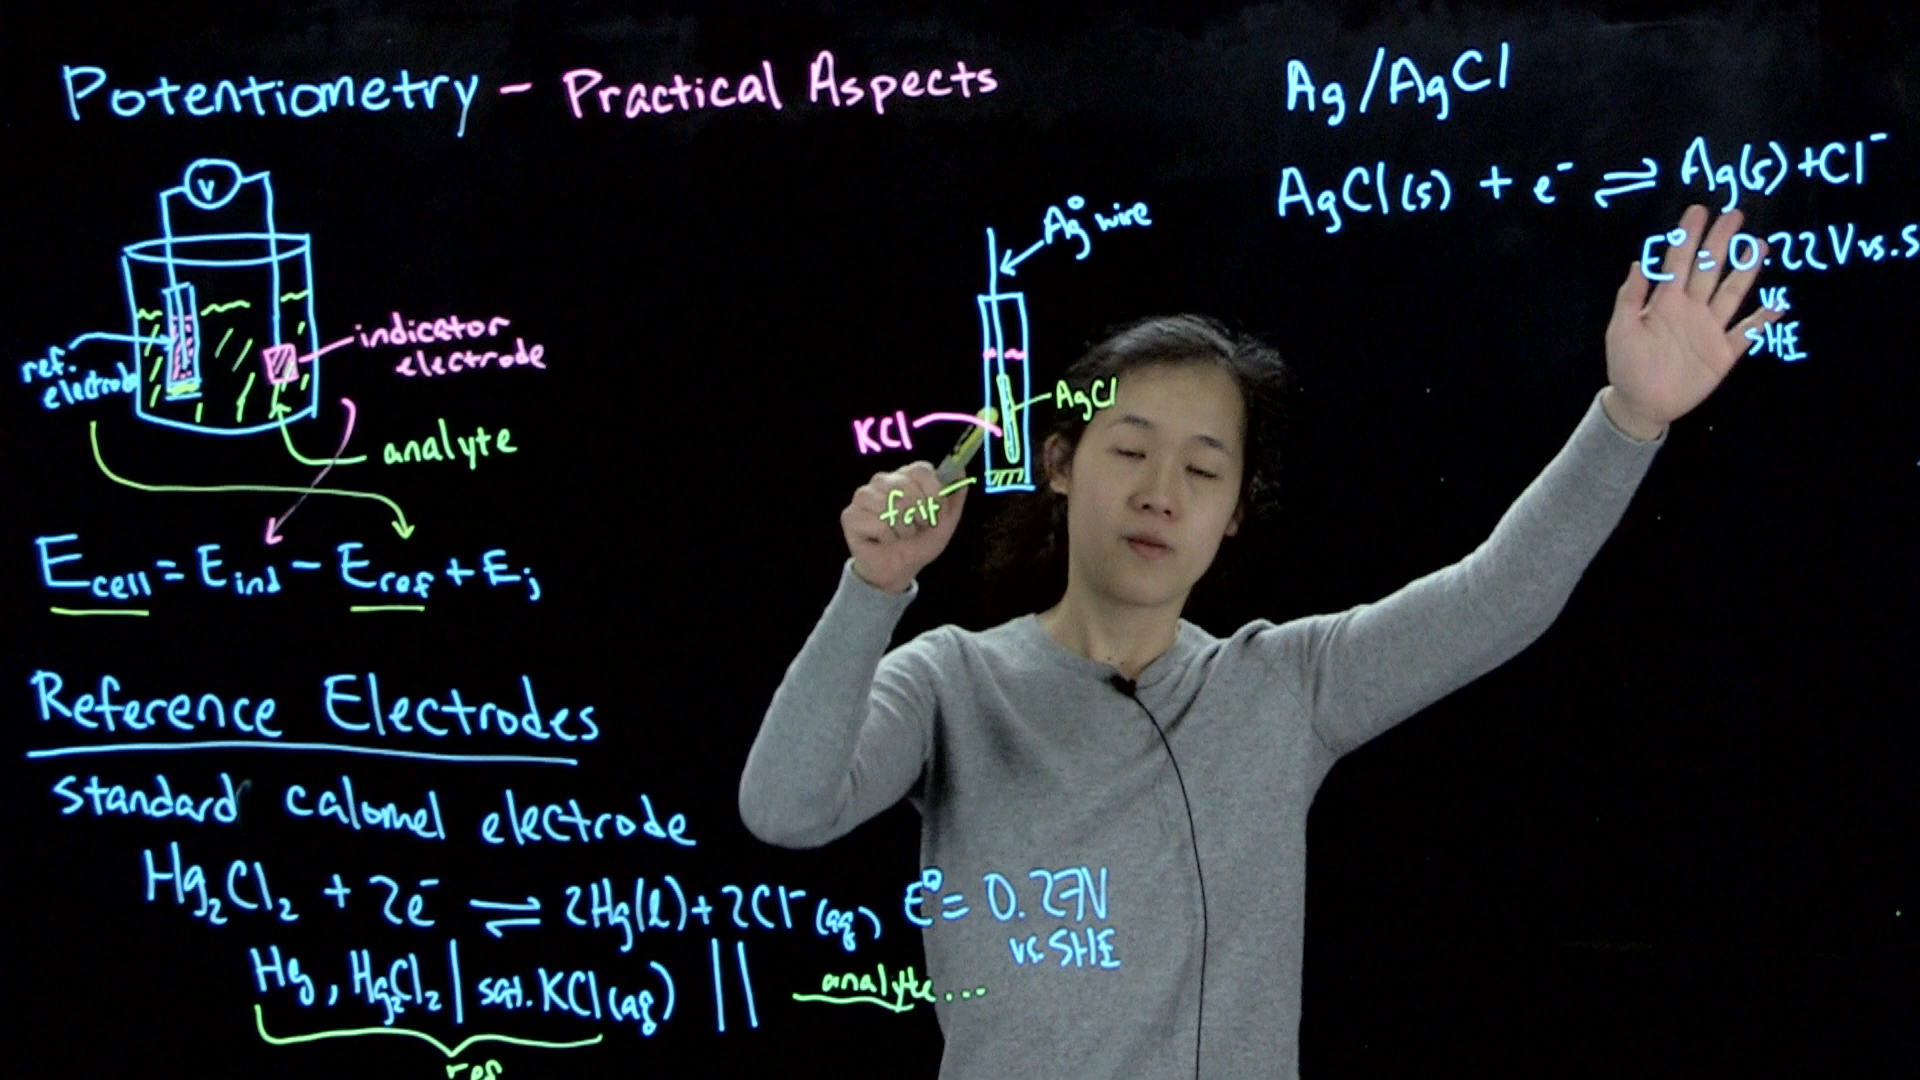 Potentiometry - Practical Aspects
V
ref.
electrode
indicator
electrode
analyte
Ecell = Eind - Eref + Ej
Reference Electrodes
standard calomel electrode
Hg2Cl2 + 2e- ⇌ 2Hg(l) + 2Cl-(aq) E° = 0.27V
vs. SHE
Hg, Hg2Cl2 | sat. KCl(aq) || analyte...
ref
Ag° wire
AgCl
KCl
frit
Ag/AgCl
AgCl(s) + e- ⇌ Ag(s) + Cl-
E° = 0.22V vs. S
vs.
SHE